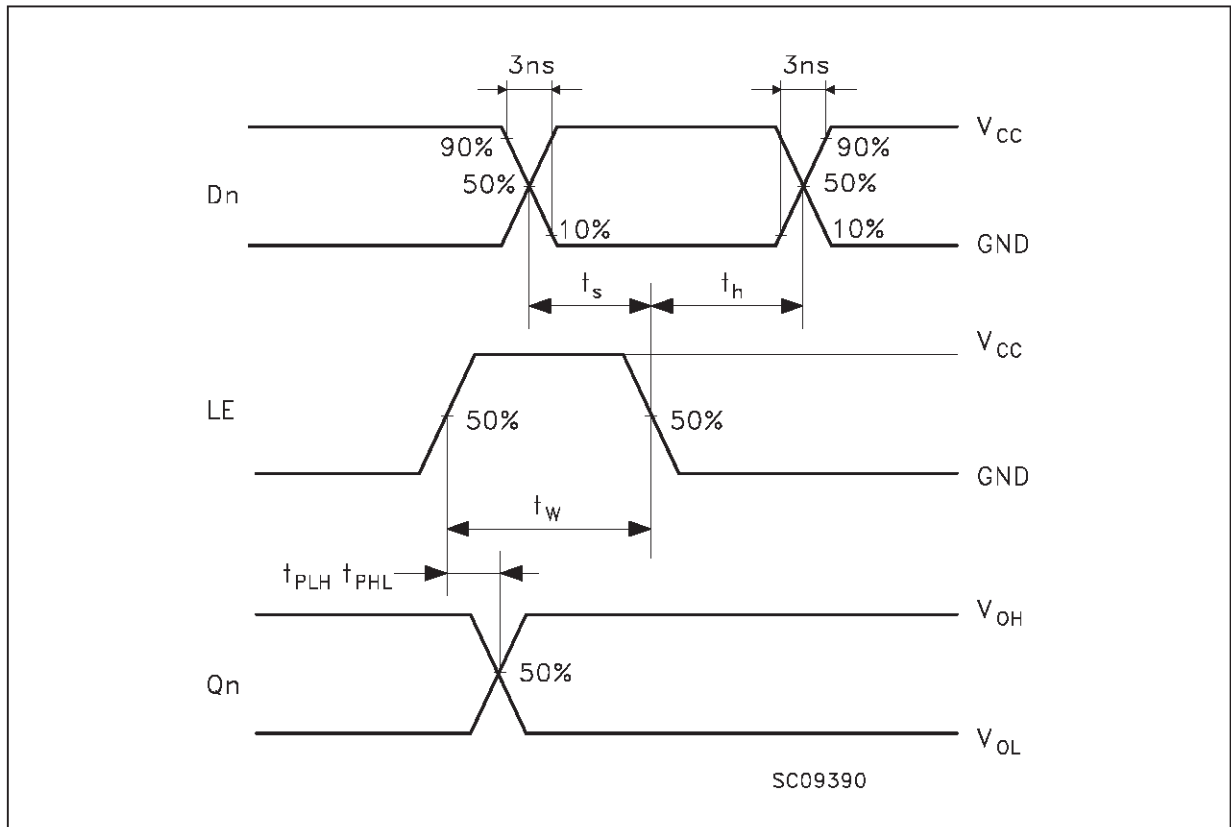 3ns 3ns
V_CC
90% 90%
Dn 50% 50%
10% 10%
GND
t_s t_h
V_CC
LE 50% 50%
GND
t_W
t_PLH t_PHL
V_OH
Qn 50%
V_OL
SC09390